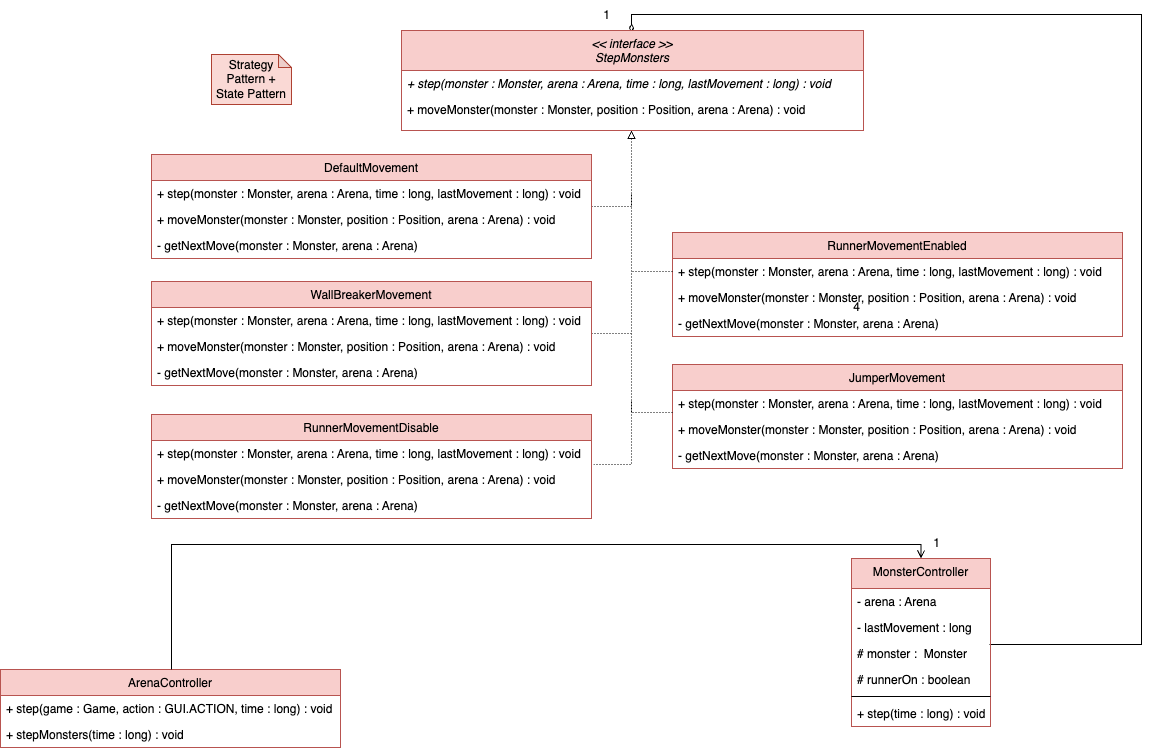 1
<< interface >>
StepMonsters
+ step(monster : Monster, arena : Arena, time : long, lastMovement : long) : void
+ moveMonster(monster : Monster, position : Position, arena : Arena) : void
Strategy
Pattern +
State Pattern
DefaultMovement
+ step(monster : Monster, arena : Arena, time : long, lastMovement : long) : void
+ moveMonster(monster : Monster, position : Position, arena : Arena) : void
- getNextMove(monster : Monster, arena : Arena)
RunnerMovementEnabled
+ step(monster : Monster, arena : Arena, time : long, lastMovement : long) : void
+ moveMonster(monster : Monster, position : Position, arena : Arena) : void
4
- getNextMove(monster : Monster, arena : Arena)
WallBreakerMovement
+ step(monster : Monster, arena : Arena, time : long, lastMovement : long) : void
+ moveMonster(monster : Monster, position : Position, arena : Arena) : void
- getNextMove(monster : Monster, arena : Arena)
JumperMovement
+ step(monster : Monster, arena : Arena, time : long, lastMovement : long) : void
+ moveMonster(monster : Monster, position : Position, arena : Arena) : void
- getNextMove(monster : Monster, arena : Arena)
RunnerMovementDisable
+ step(monster : Monster, arena : Arena, time : long, lastMovement : long) : void
+ moveMonster(monster : Monster, position : Position, arena : Arena) : void
- getNextMove(monster : Monster, arena : Arena)
1
MonsterController
- arena : Arena
- lastMovement : long
# monster :  Monster
# runnerOn : boolean
+ step(time : long) : void
ArenaController
+ step(game : Game, action : GUI.ACTION, time : long) : void
+ stepMonsters(time : long) : void